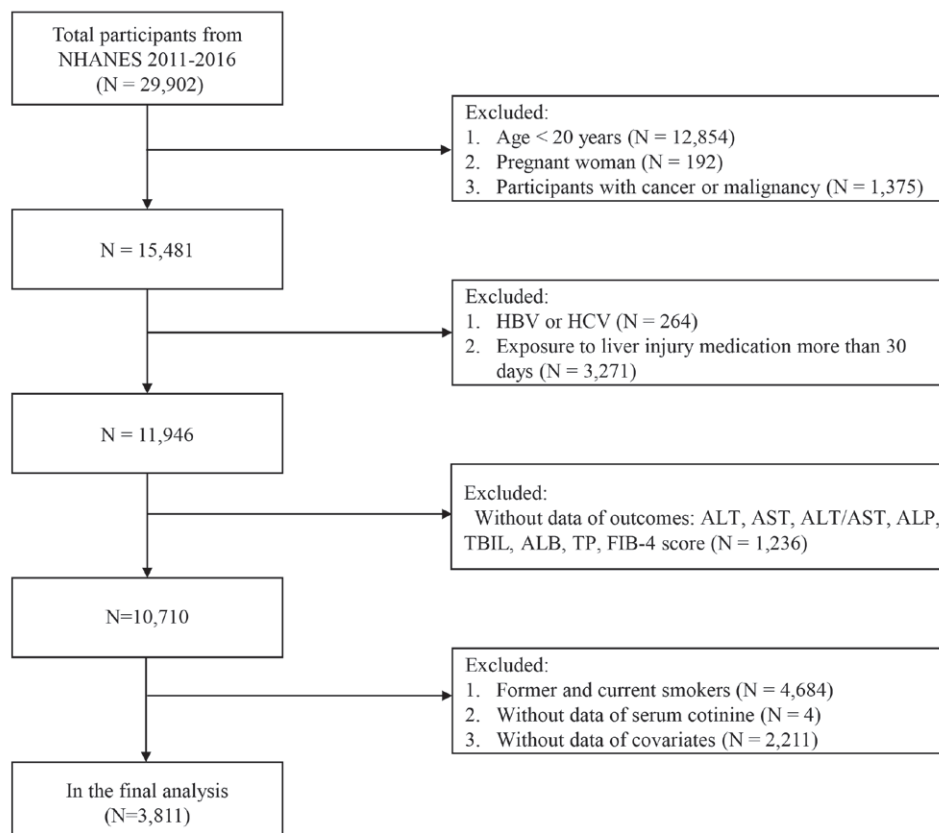 Total participants from
NHANES 2011-2016
(N = 29,902)
Excluded:
1. Age < 20 years (N = 12,854)
2. Pregnant woman (N = 192)
3. Participants with cancer or malignancy (N = 1,375)
N = 15,481
Excluded:
1. HBV or HCV (N = 264)
2. Exposure to liver injury medication more than 30
days (N = 3,271)
N = 11,946
Excluded:
Without data of outcomes: ALT, AST, ALT/AST, ALP,
TBIL, ALB, TP, FIB-4 score (N = 1,236)
N=10,710
Excluded:
1. Former and current smokers (N = 4,684)
2. Without data of serum cotinine (N = 4)
3. Without data of covariates (N = 2,211)
In the final analysis
(N=3,811)